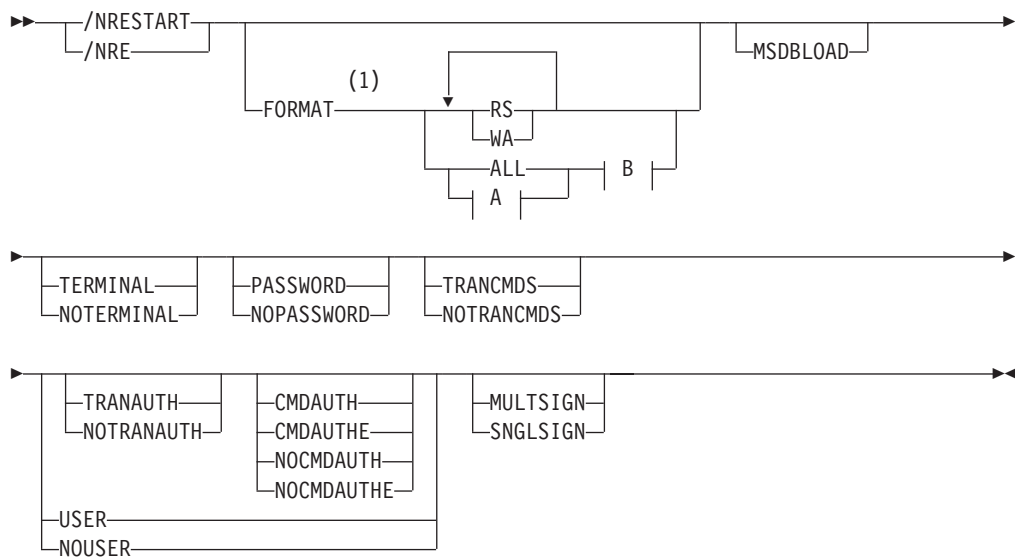 /NRESTART
/NRE
MSDBLOAD
(1)
FORMAT
RS
WA
ALL
B
A
TERMINAL
NOTERMINAL
PASSWORD
NOPASSWORD
TRANCMDS
NOTRANCMDS
TRANAUTH
NOTRANAUTH
CMDAUTH
CMDAUTHE
NOCMDAUTH
NOCMDAUTHE
MULTSIGN
SNGLSIGN
USER
NOUSER